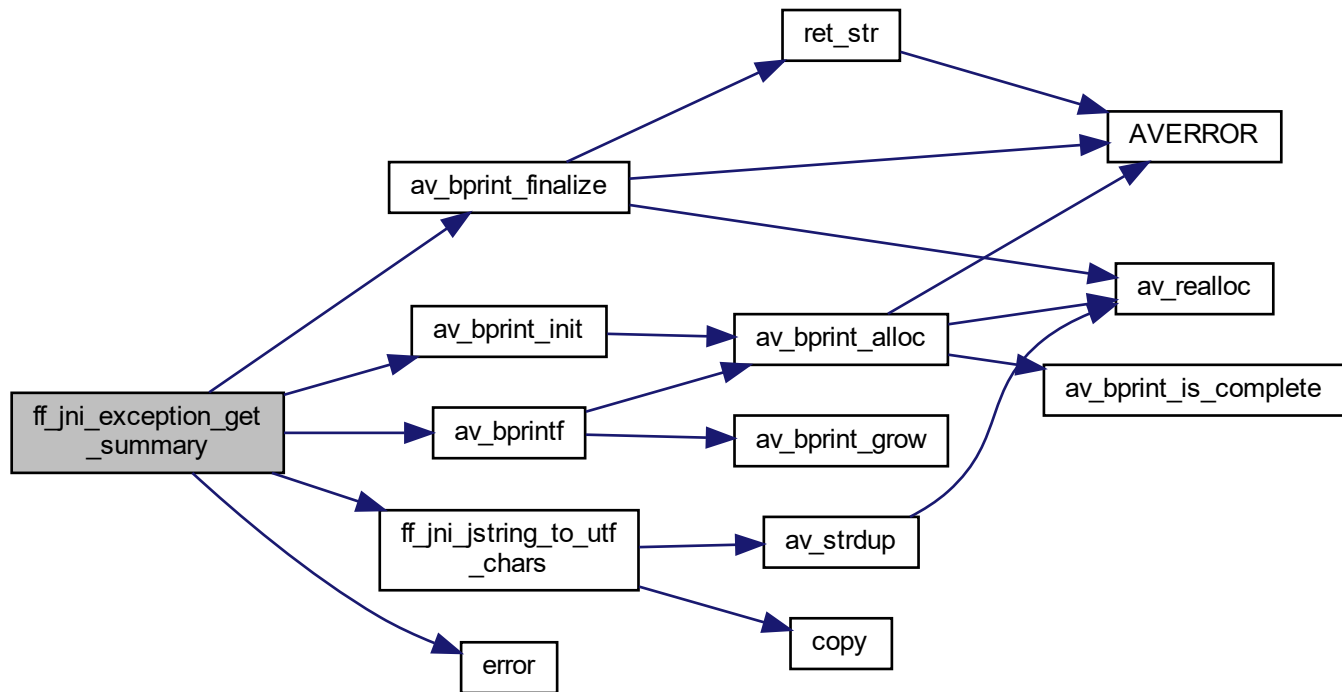 ret_str
AVERROR
av_bprint_finalize
av_realloc
av_bprint_init
av_bprint_alloc
av_bprint_is_complete
ff_jni_exception_get
_summary
av_bprintf
av_bprint_grow
ff_jni_jstring_to_utf
_chars
av_strdup
copy
error